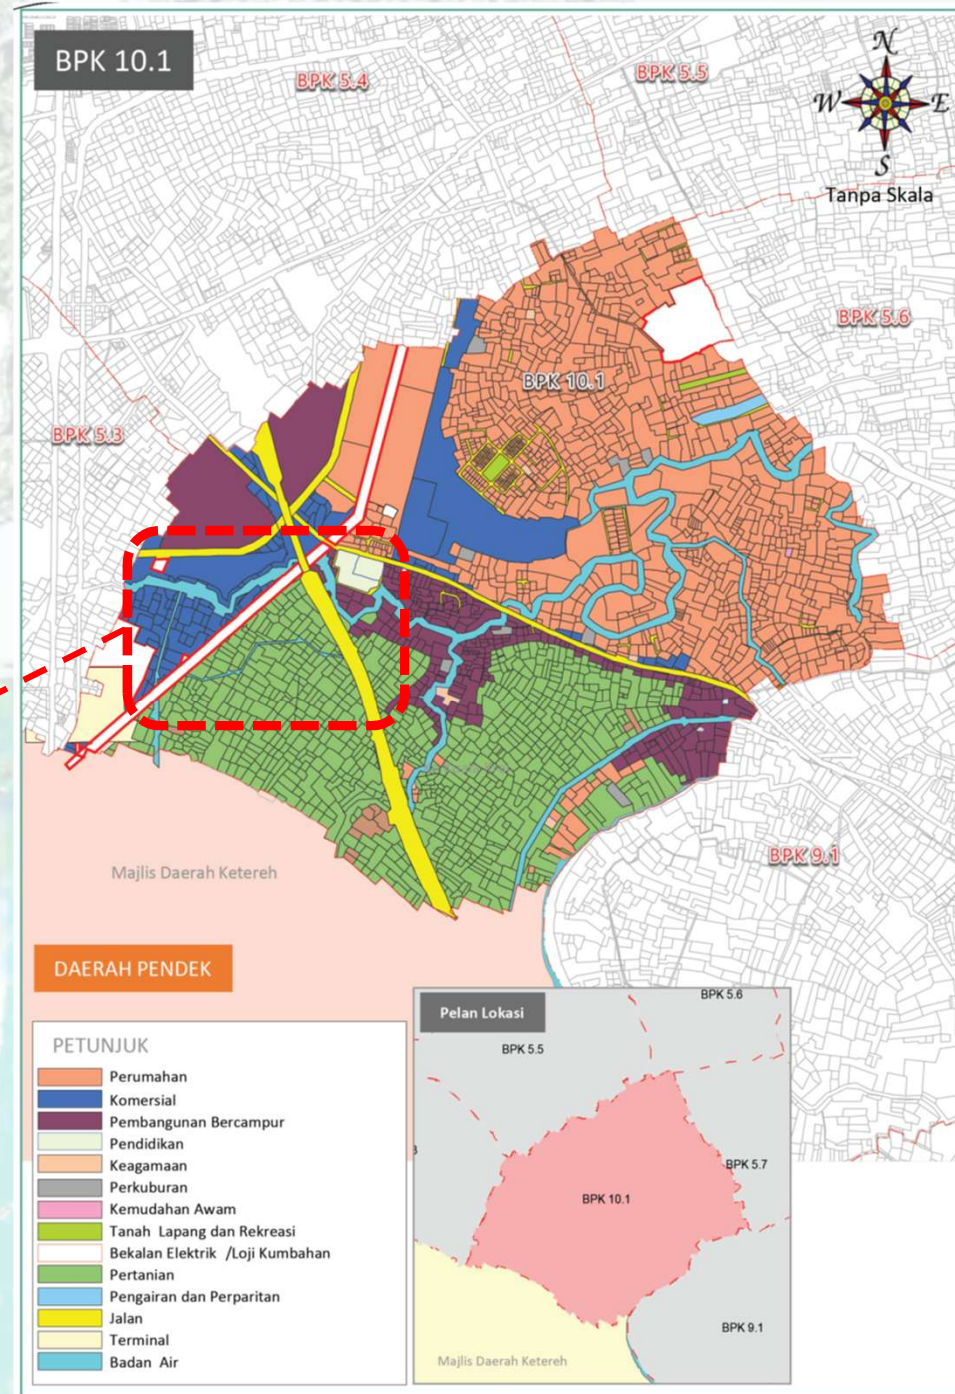 BPK 10.1
BPK 5.4
BPK 5.5
N
W
E
S
Tanpa Skala
BPK 5.6
BPK 10.1
BPK 5.3
BPK 9.1
Majlis Daerah Ketereh
DAERAH PENDEK
PETUNJUK
Perumahan
Komersial
Pembangunan Bercampur
Pendidikan
Keagamaan
Perkuburan
Kemudahan Awam
Tanah Lapang dan Rekreasi
Bekalan Elektrik /Loji Kumbahan
Pertanian
Pengairan dan Perparitan
Jalan
Terminal
Badan Air
Pelan Lokasi
BPK 5.6
BPK 5.5
BPK 5.7
BPK 10.1
BPK 9.1
Majlis Daerah Ketereh